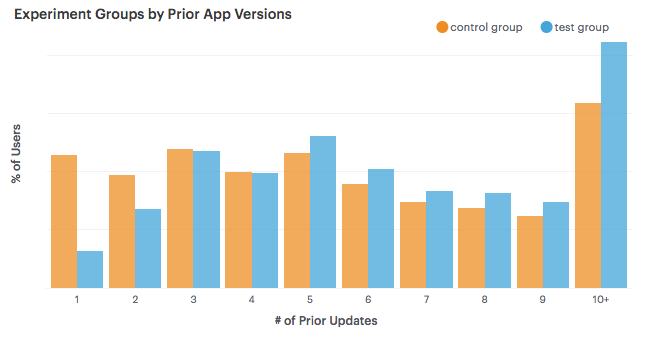 Experiment Groups by Prior App Versions
control group
test group
% of Users
1 2 3 4 5 6 7 8 9 10+
# of Prior Updates